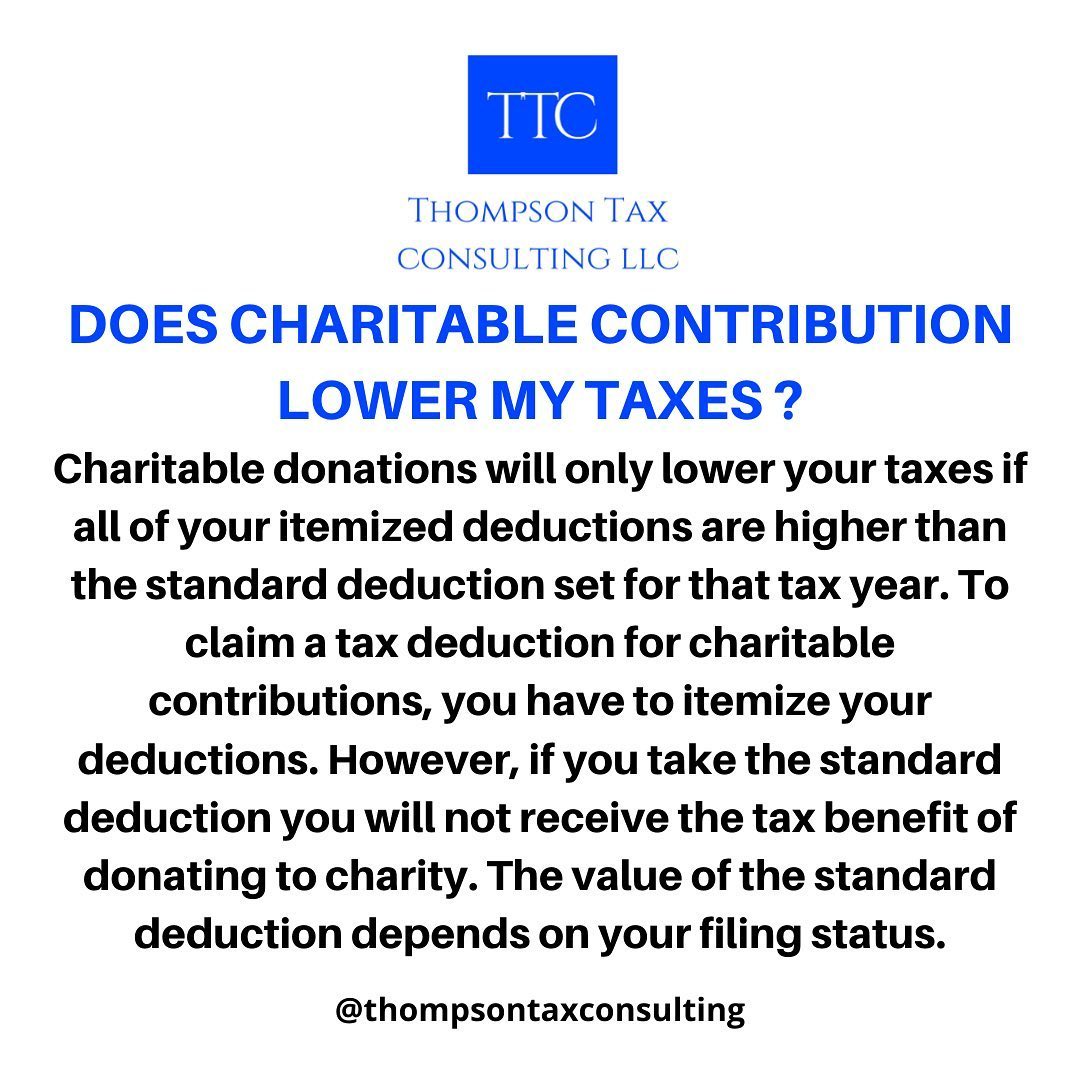 TTC
THOMPSON TAX
CONSULTING LLC
DOES CHARITABLE CONTRIBUTION
LOWER MY TAXES ?
Charitable donations will only lower your taxes if
all of your itemized deductions are higher than
the standard deduction set for that tax year. To
claim a tax deduction for charitable
contributions, you have to itemize your
deductions. However, if you take the standard
deduction you will not receive the tax benefit of
donating to charity. The value of the standard
deduction depends on your filing status.
@thompsontaxconsulting